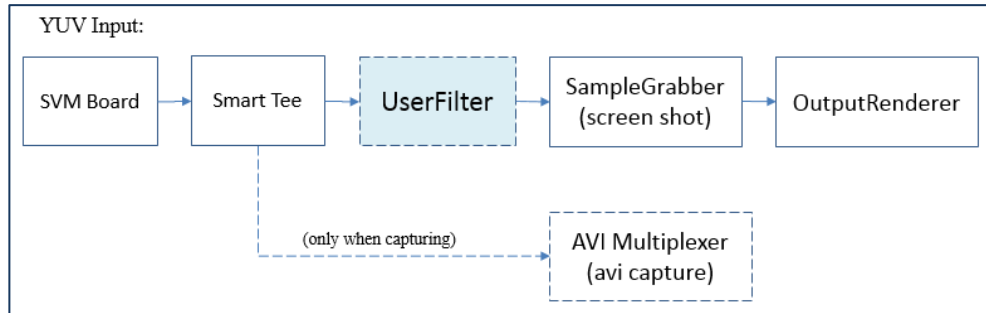 YUV Input:
SVM Board
Smart Tee
UserFilter
SampleGrabber
(screen shot)
OutputRenderer
(only when capturing)
AVI Multiplexer
(avi capture)